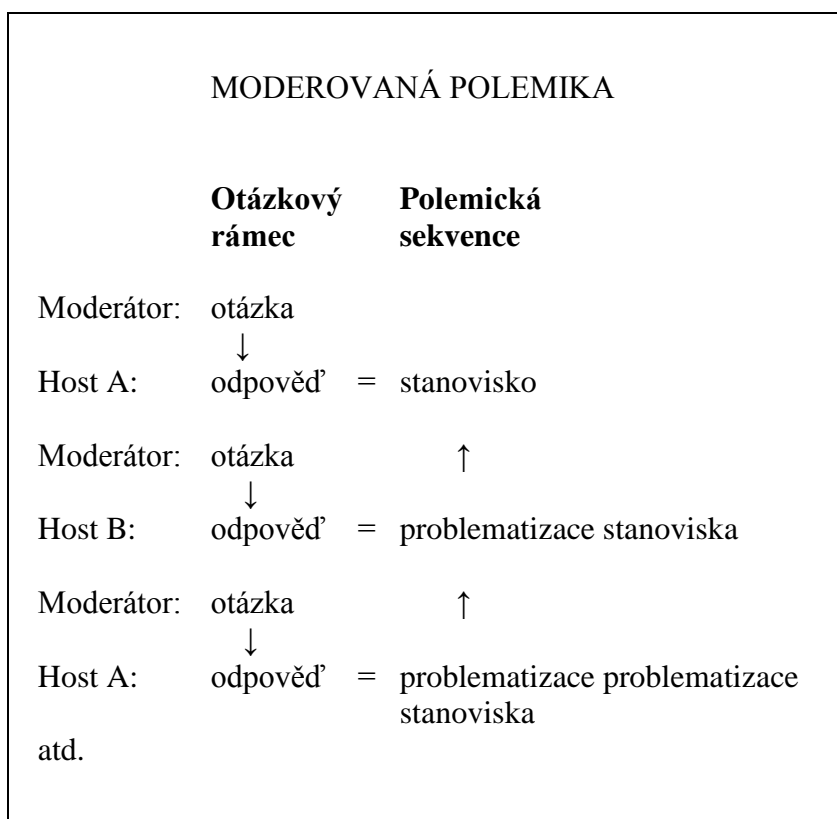 MODEROVANÁ POLEMIKA
Otázkový Polemická
rámec sekvence
Moderátor: otázka
↓
Host A: odpověď = stanovisko
Moderátor: otázka ↑
↓
Host B: odpověď = problematizace stanoviska
Moderátor: otázka ↑
↓
Host A: odpověď = problematizace problematizace
stanoviska
atd.